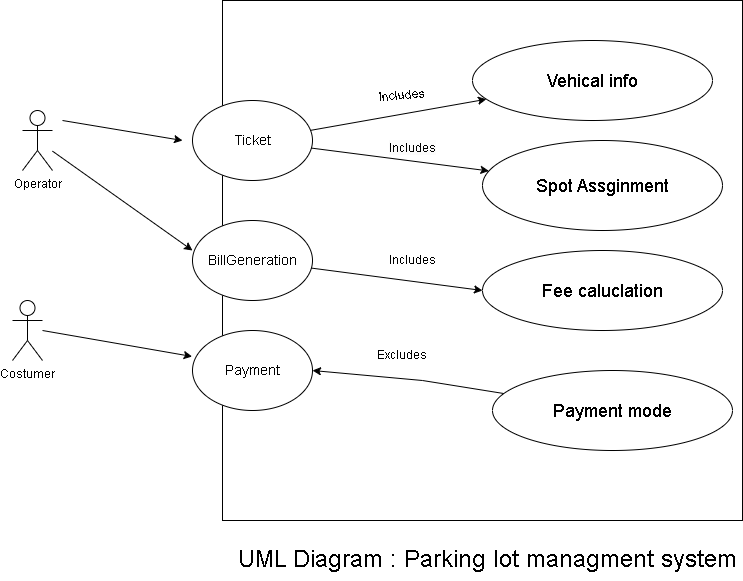 Includes
Vehical info
Ticket
Operator
Includes
Spot Assginment
BillGeneration
Includes
Fee caluclation
Costumer
Payment
Excludes
Payment mode
UML Diagram : Parking lot managment system